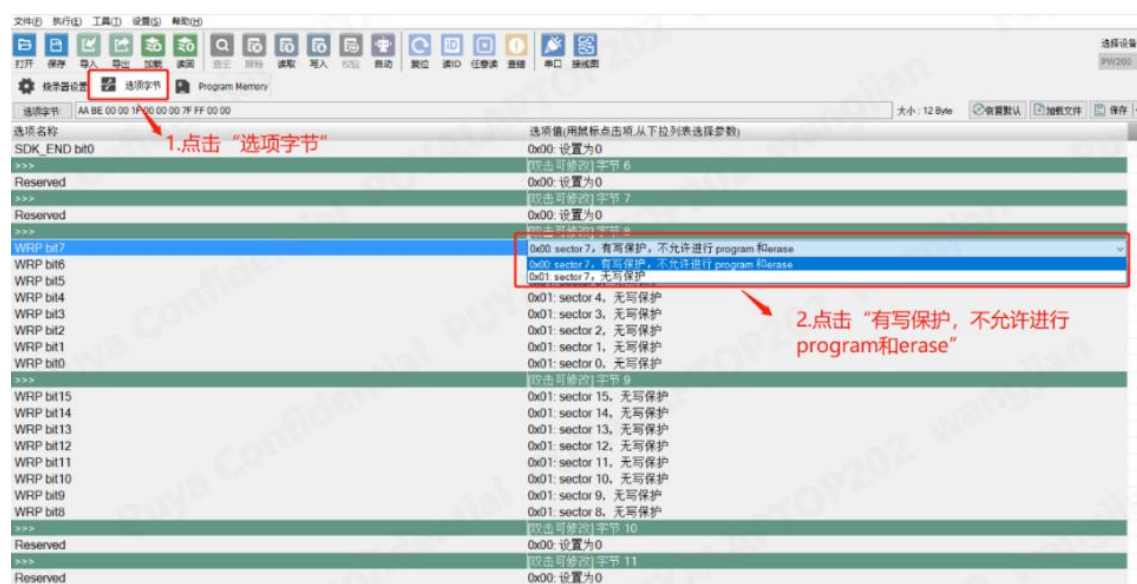 文件(F) 执行(E) 工具(T) 设置(S) 帮助(H)
打开 保存 导入 导出 加载 读回 查空 擦除 读取 写入 校验 自动 复位 读ID 任意读 查错 串口 接线图
选择设备
PW200
烧录器设置 选项字节 Program Memory
选项字节: AA BE 00 00 1F 00 00 00 7F FF 00 00 大小: 12 Byte 恢复默认 加载文件 保存
选项名称 选项值(用鼠标点击项,从下拉列表选择参数)
1.点击“选项字节”
SDK_END bit0 0x00: 设置为0
>>> [双击可修改] 字节 6
Reserved 0x00: 设置为0
>>> [双击可修改] 字节 7
Reserved 0x00: 设置为0
>>> [双击可修改] 字节 8
WRP bit7 0x00: sector 7，有写保护，不允许进行 program 和erase
WRP bit6 0x00: sector 7，有写保护，不允许进行 program 和erase
WRP bit5 0x01: sector 7，无写保护
WRP bit4 0x01: sector 4，无写保护
WRP bit3 0x01: sector 3，无写保护
WRP bit2 0x01: sector 2，无写保护
WRP bit1 0x01: sector 1，无写保护
WRP bit0 0x01: sector 0，无写保护
2.点击“有写保护，不允许进行
program和erase”
>>> [双击可修改] 字节 9
WRP bit15 0x01: sector 15，无写保护
WRP bit14 0x01: sector 14，无写保护
WRP bit13 0x01: sector 13，无写保护
WRP bit12 0x01: sector 12，无写保护
WRP bit11 0x01: sector 11，无写保护
WRP bit10 0x01: sector 10，无写保护
WRP bit9 0x01: sector 9，无写保护
WRP bit8 0x01: sector 8，无写保护
>>> [双击可修改] 字节 10
Reserved 0x00: 设置为0
>>> [双击可修改] 字节 11
Reserved 0x00: 设置为0
Puya Confidential PUYA\LAPTOP202 wangjian